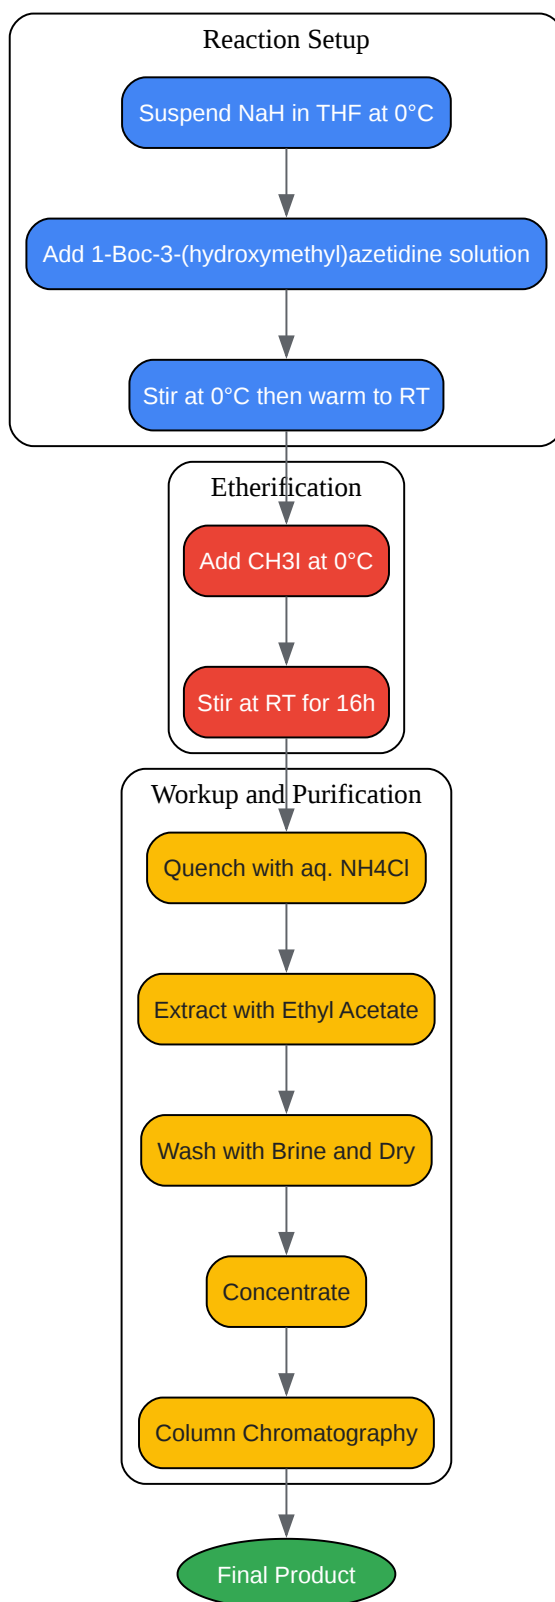 Reaction Setup
Suspend NaH in THF at 0°C
Add 1-Boc-3-(hydroxymethyl)azetidine solution
Stir at 0°C then warm to RT
Etherification
Add CH3I at 0°C
Stir at RT for 16h
Workup and Purification
Quench with aq. NH4Cl
Extract with Ethyl Acetate
Wash with Brine and Dry
Concentrate
Column Chromatography
Final Product